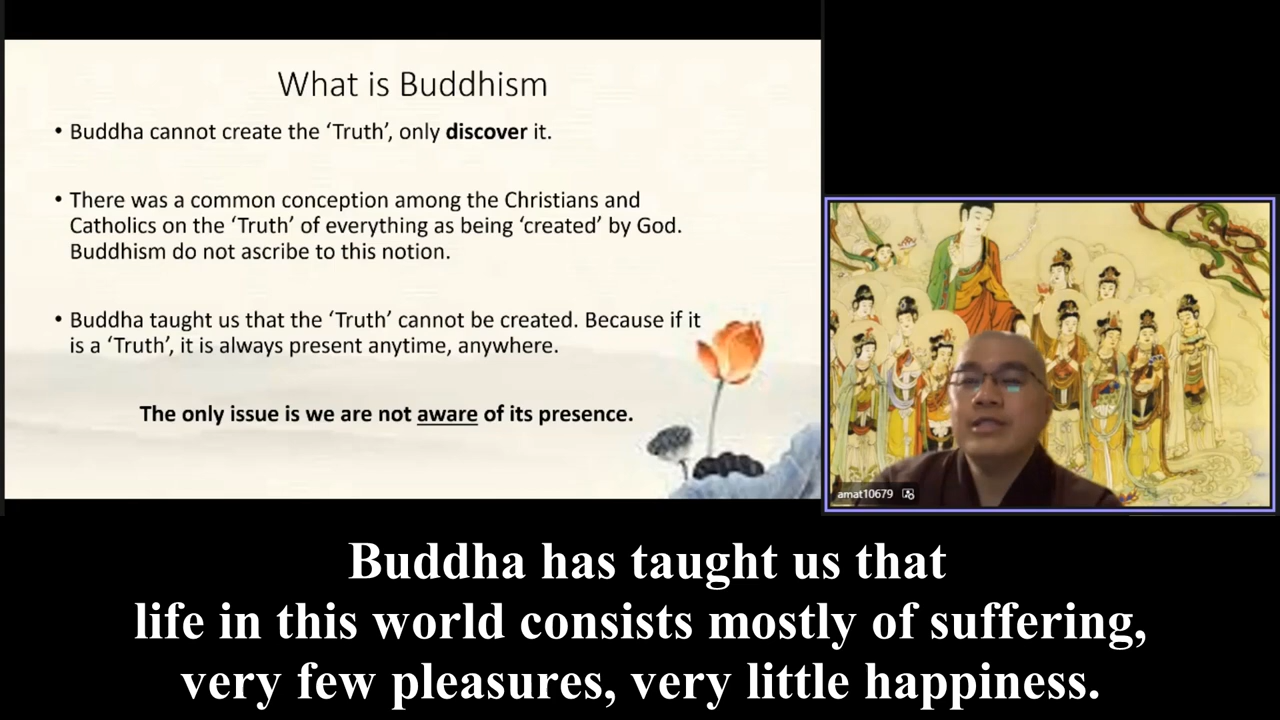 What is Buddhism
• Buddha cannot create the ‘Truth’, only discover it.
• There was a common conception among the Christians and
Catholics on the ‘Truth’ of everything as being ‘created’ by God.
Buddhism do not ascribe to this notion.
• Buddha taught us that the ‘Truth’ cannot be created. Because if it
is a ‘Truth’, it is always present anytime, anywhere.
The only issue is we are not aware of its presence.
amat10679
Buddha has taught us that
life in this world consists mostly of suffering,
very few pleasures, very little happiness.